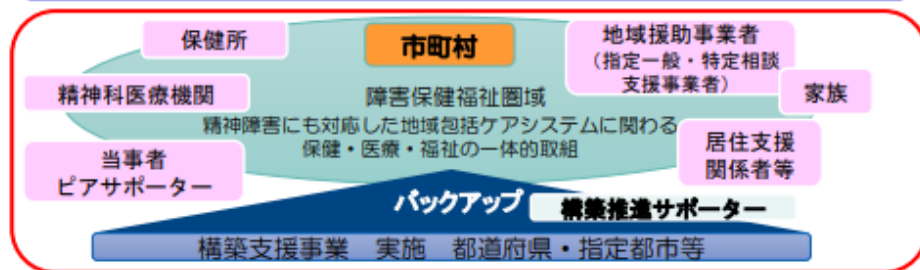 保健所
市町村
地域援助事業者
（指定一般・特定相談
支援事業者）
精神科医療機関
障害保健福祉圏域
家族
精神障害にも対応した地域包括ケアシステムに関わる
保健・医療・福祉の一体的取組
当事者
ピアサポーター
居住支援
関係者等
バックアップ
構築推進サポーター
構築支援事業　実施　都道府県・指定都市等